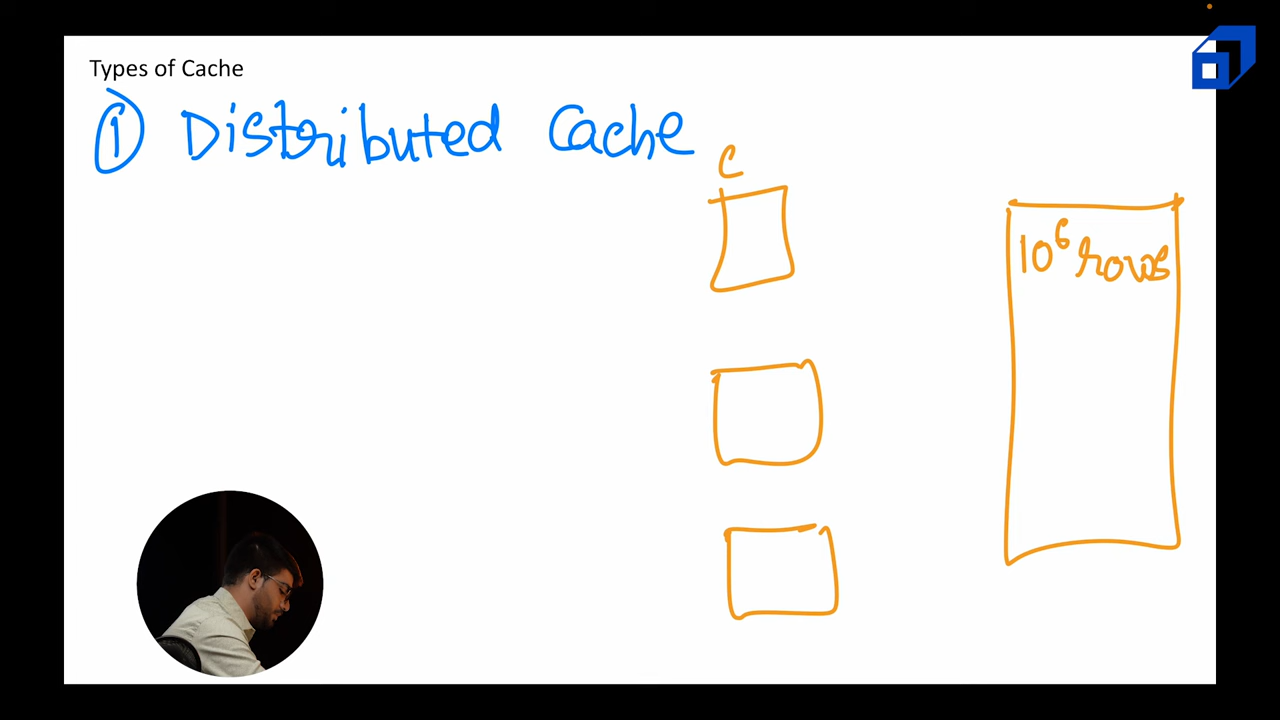 Types of Cache
① Distributed Cache
C
10⁶ rows